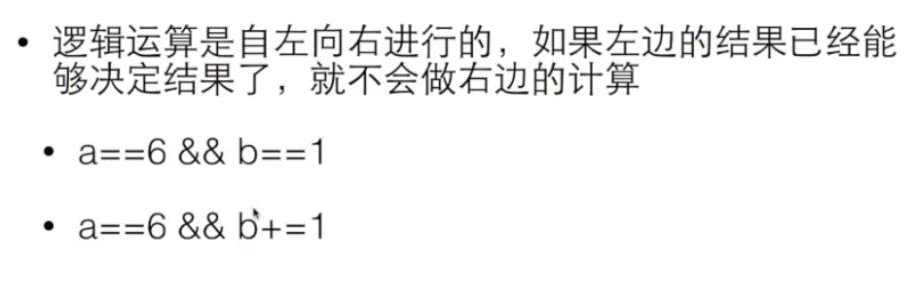 • 逻辑运算是自左向右进行的，如果左边的结果已经能
够决定结果了，就不会做右边的计算
• a==6 && b==1
• a==6 && b+=1